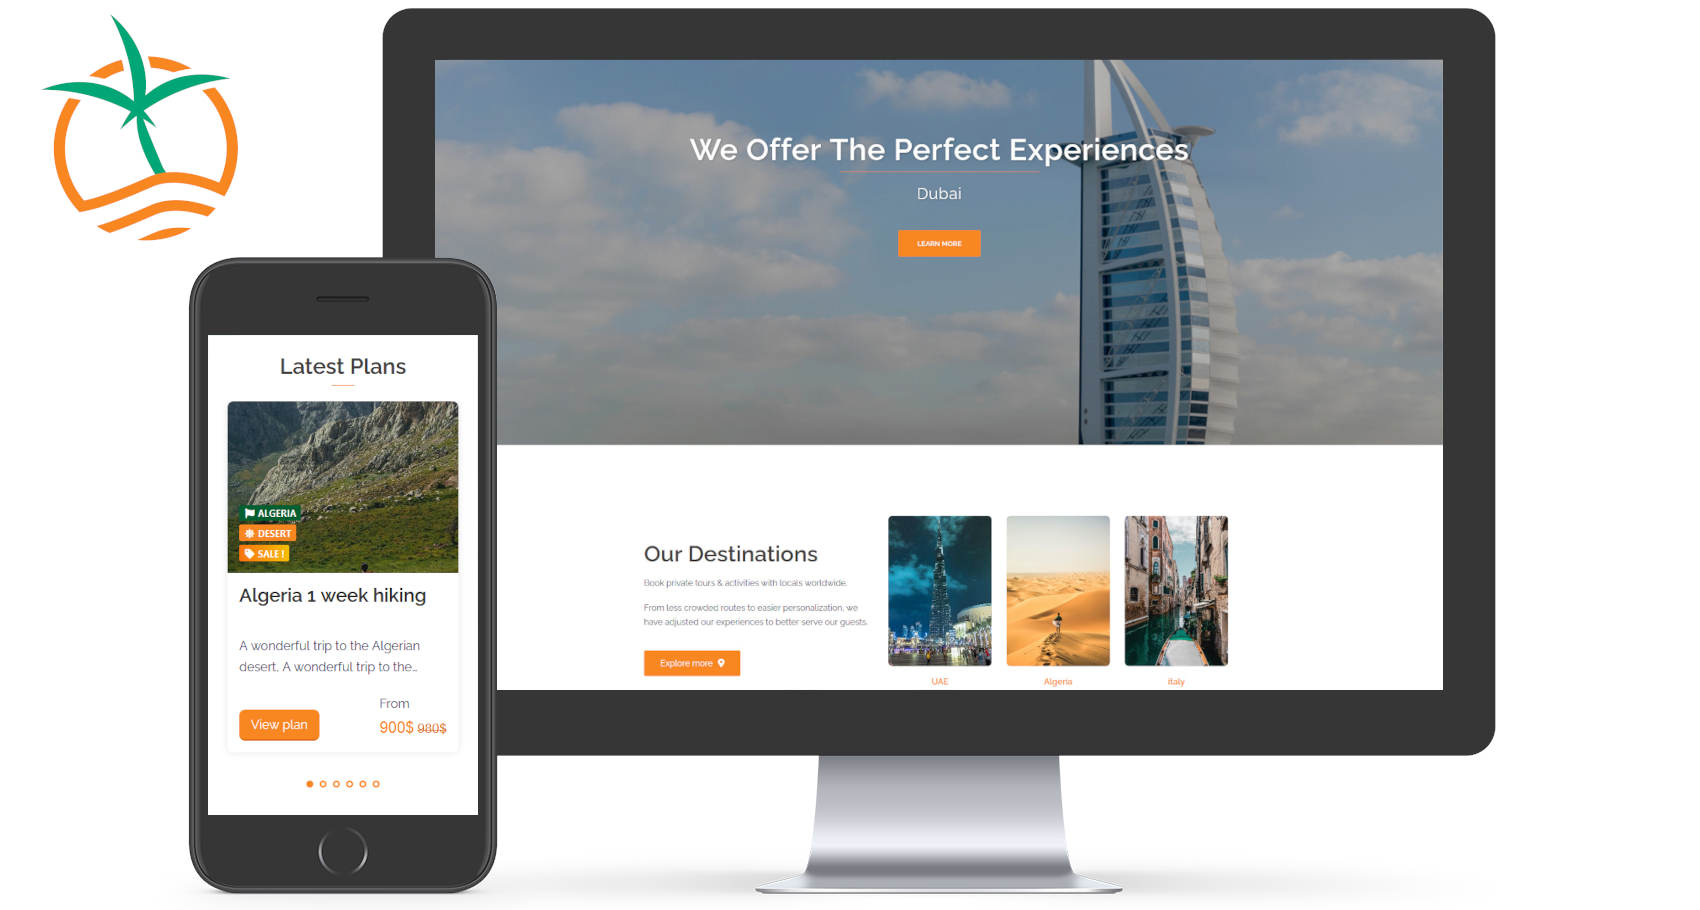 We Offer The Perfect Experiences
Dubai
LEARN MORE
Our Destinations
Book private tours & activities with locals worldwide.
From less crowded routes to easier personalization, we
have adjusted our experiences to better serve our guests.
Explore more
UAE
Algeria
italy
Latest Plans
ALGERIA
DESERT
SALE !
Algeria 1 week hiking
A wonderful trip to the Algerian
desert, A wonderful trip to the...
From
View plan
900$ 980$